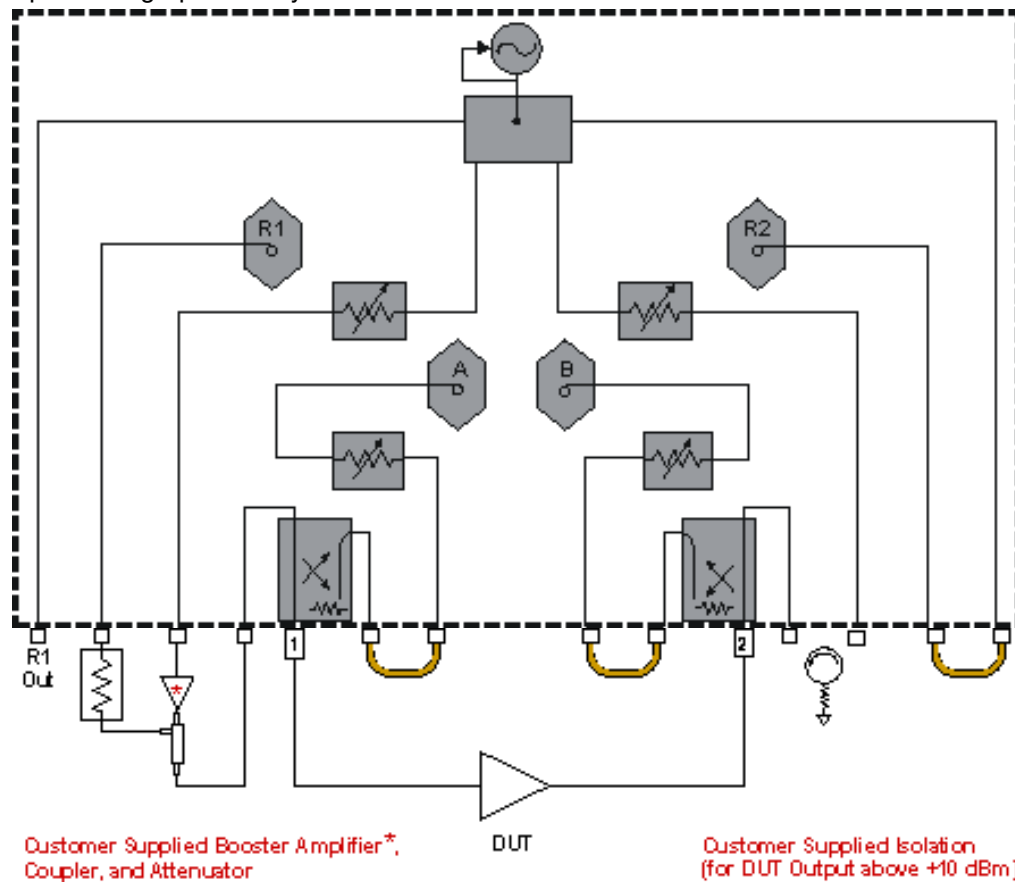 R1
R2
A
B
R1
Out
1
2
*
DUT
Customer Supplied Booster Amplifier*,
Coupler, and Attenuator
Customer Supplied Isolation
(for DUT Output above +10 dBm)